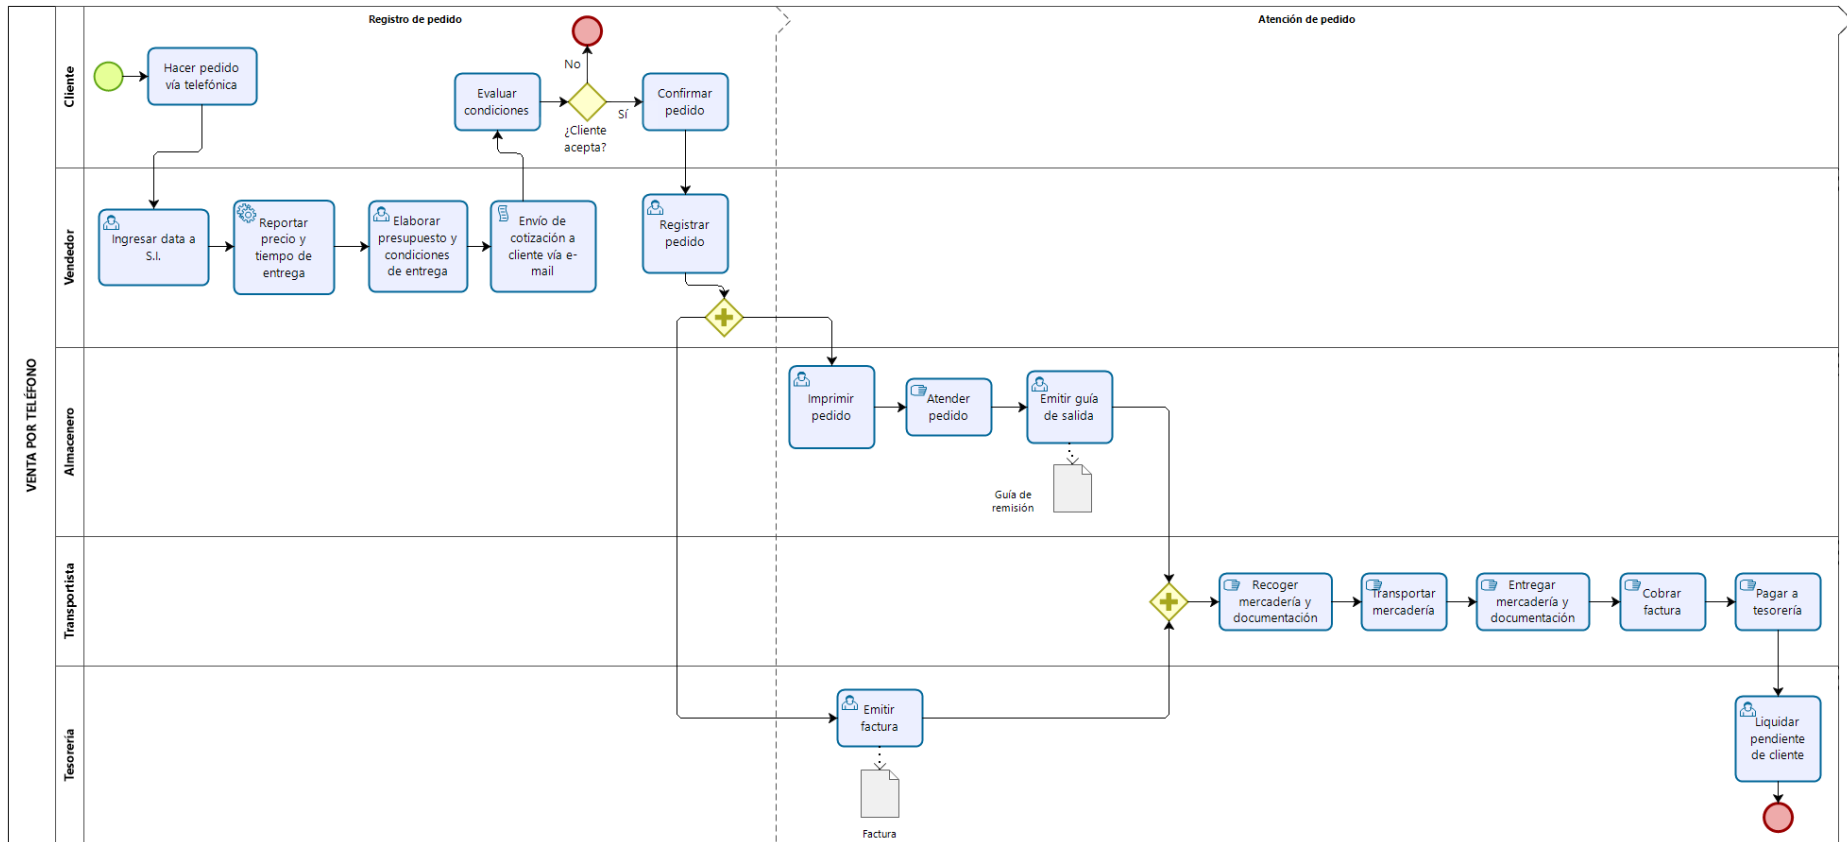 Registro de pedido
Atención de pedido
VENTA POR TELÉFONO
Cliente
Hacer pedido
vía telefónica
Evaluar
condiciones
No
¿Cliente
acepta?
Sí
Confirmar
pedido
Vendedor
Ingresar data a
S.I.
Reportar
precio y
tiempo de
entrega
Elaborar
presupuesto y
condiciones
de entrega
Envío de
cotización a
cliente vía e-
mail
Registrar
pedido
Almacenero
Imprimir
pedido
Atender
pedido
Emitir guía
de salida
Guía de
remisión
Transportista
Recoger
mercadería y
documentación
Transportar
mercadería
Entregar
mercadería y
documentación
Cobrar
factura
Pagar a
tesorería
Tesorería
Emitir
factura
Factura
Liquidar
pendiente
de cliente